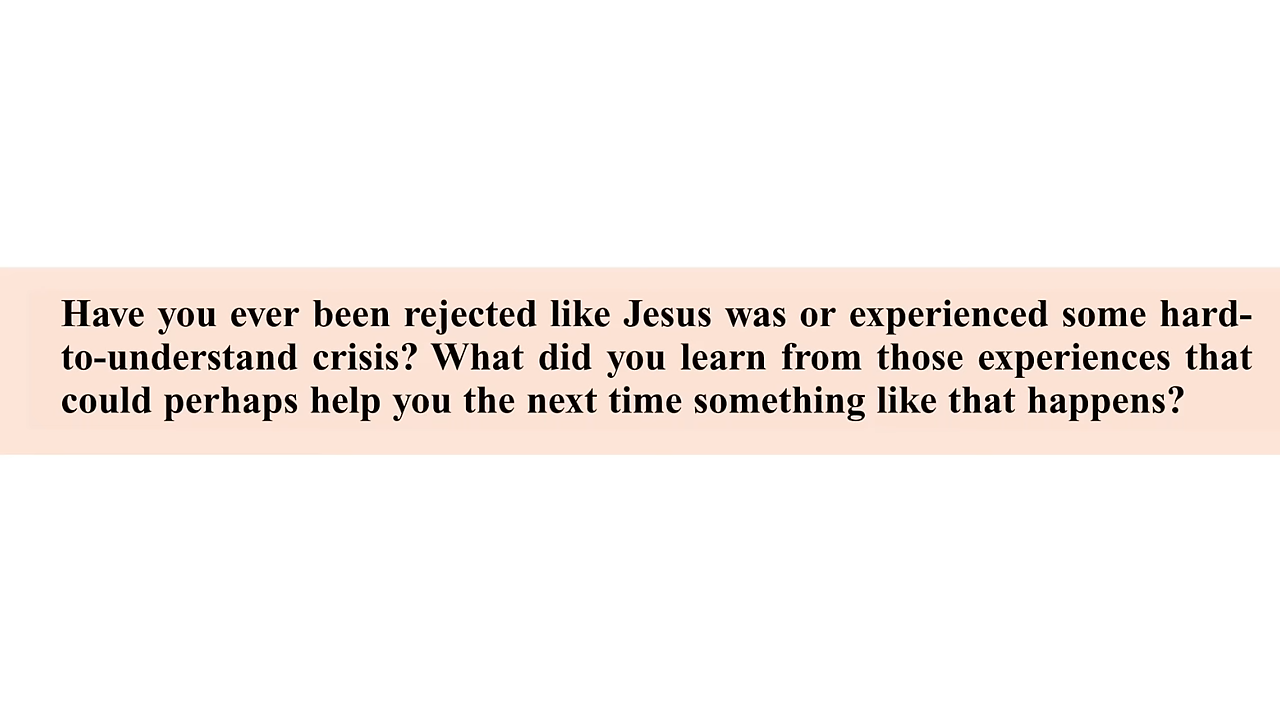 Have you ever been rejected like Jesus was or experienced some hard-
to-understand crisis? What did you learn from those experiences that
could perhaps help you the next time something like that happens?